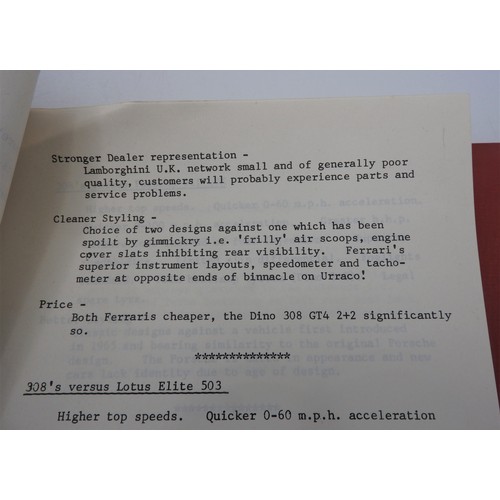 Stronger Dealer representation -
Lamborghini U.K. network small and of generally poor
quality, customers will probably experience parts and
service problems.
Cleaner Styling -
Choice of two designs against one which has been
spoilt by gimmickry i.e. 'frilly' air scoops, engine
cover slats inhibiting rear visibility. Ferrari's
superior instrument layouts, speedometer and tacho-
meter at opposite ends of binnacle on Urraco!
Price -
Both Ferraris cheaper, the Dino 308 GT4 2+2 significantly
so.
**************
308's versus Lotus Elite 503
Higher top speeds. Quicker 0-60 m.p.h. acceleration